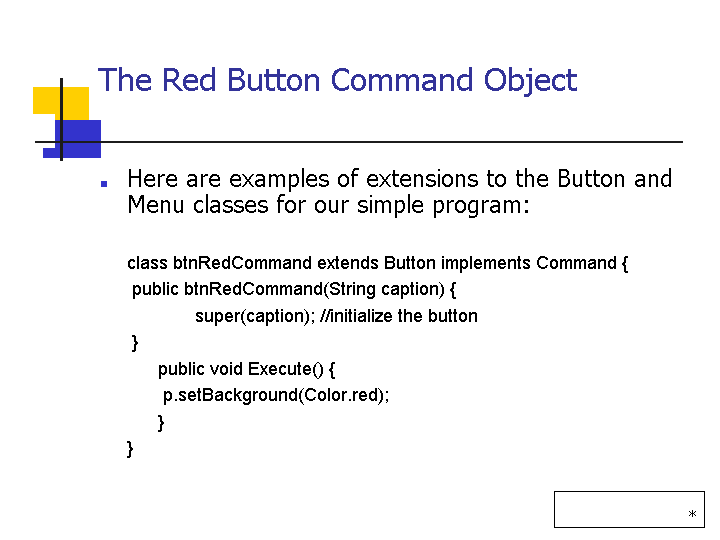 The Red Button Command Object
Here are examples of extensions to the Button and
Menu classes for our simple program:
class btnRedCommand extends Button implements Command {
public btnRedCommand(String caption) {
super(caption); //initialize the button
}
public void Execute() {
p.setBackground(Color.red);
}
}
*